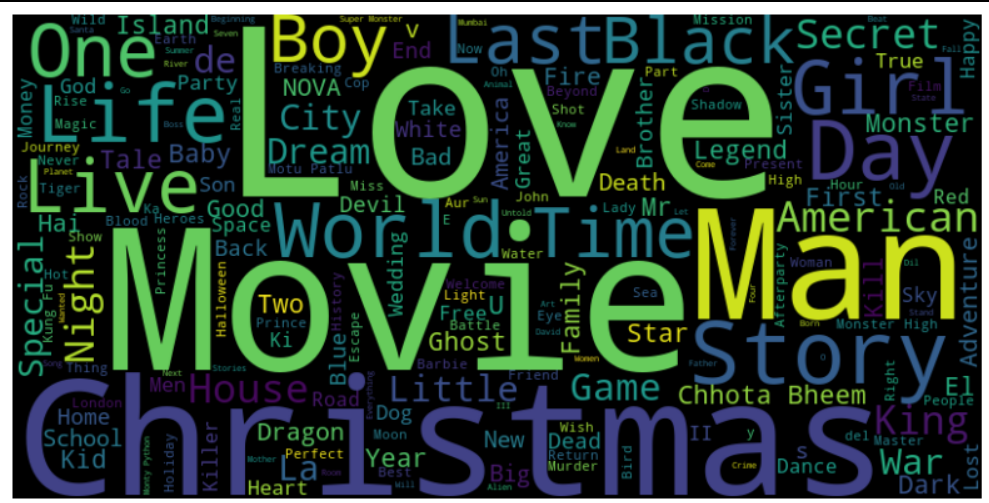 Love
Movie
Christmas
Man
One
Island
Boy
v
Last
Black
Secret
Wild
Beginning
Santa
Seven
Super Monster
Mumbai
Mission
Beat
Fall
Earth
Summer
River
de
End
Now
Oh
Animal
Part
Happy
True
Film
State
God
Party
Breaking
Cop
Fire
Beyond
Girl
Money
Rise
Go
Life
Real
NOVA
Take
Shot
Know
Shadow
Sister
Magic
Boss
City
White
America
Great
Brother
Monster
Day
Journey
Never
Planet
Tale
Baby
Dream
Bad
Land
Legend
Come
Present
Hour
Old
Rock
Tiger
Live
Son
Motu Patlu
Miss
John
Death
High
First
Red
Blood
Ka
Heroes
Good
Devil
Aur
Sun
Untold
Lady
Let
Mr
American
Hai
Space
World
E
Time
Forever
Show
Back
Water
Woman
Dil
Special
Hot
Kung Fu
Wanted
Night
Princess
Halloween
Two
Prince
Ki
History
Blue
Escape
Wedding
Welcome
Light
Free
U
Battle
Ghost
Art
Eye
David
Family
Women
Sea
Star
Four
Afterparty
Born
Kill
Sky
Stand
Monster High
Adventure
Story
Song
Thing
Next
Stories
Men
House
Road
Everything
Barbie
Little
Friend
III
Game
Father
O
Chhota Bheem
Right
El
People
London
Home
School
Kid
Monty Python
Holiday
Killer
Dragon
Perfect
La
Mother
Room
Heart
Moon
Dog
Year
Best
Will
New
Big
Alien
Wish
Dead
Return
Murder
Bird
II
Crime
y
s
Dance
del
Master
King
War
Dark
Lost